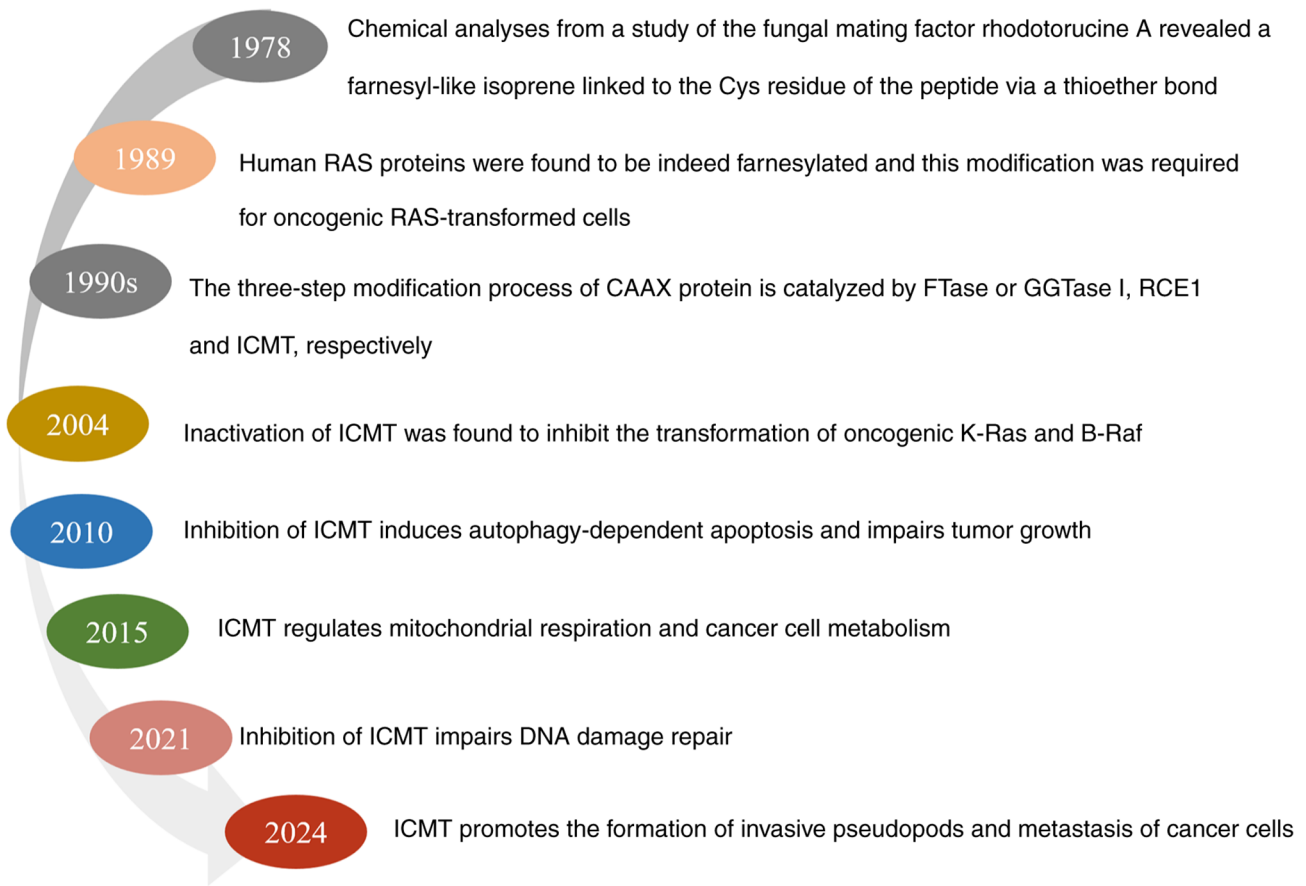 1978
Chemical analyses from a study of the fungal mating factor rhodotorucine A revealed a
farnesyl-like isoprene linked to the Cys residue of the peptide via a thioether bond
1989
Human RAS proteins were found to be indeed farnesylated and this modification was required
for oncogenic RAS-transformed cells
1990s
The three-step modification process of CAAX protein is catalyzed by FTase or GGTase I, RCE1
and ICMT, respectively
2004
Inactivation of ICMT was found to inhibit the transformation of oncogenic K-Ras and B-Raf
2010
Inhibition of ICMT induces autophagy-dependent apoptosis and impairs tumor growth
2015
ICMT regulates mitochondrial respiration and cancer cell metabolism
2021
Inhibition of ICMT impairs DNA damage repair
2024
ICMT promotes the formation of invasive pseudopods and metastasis of cancer cells